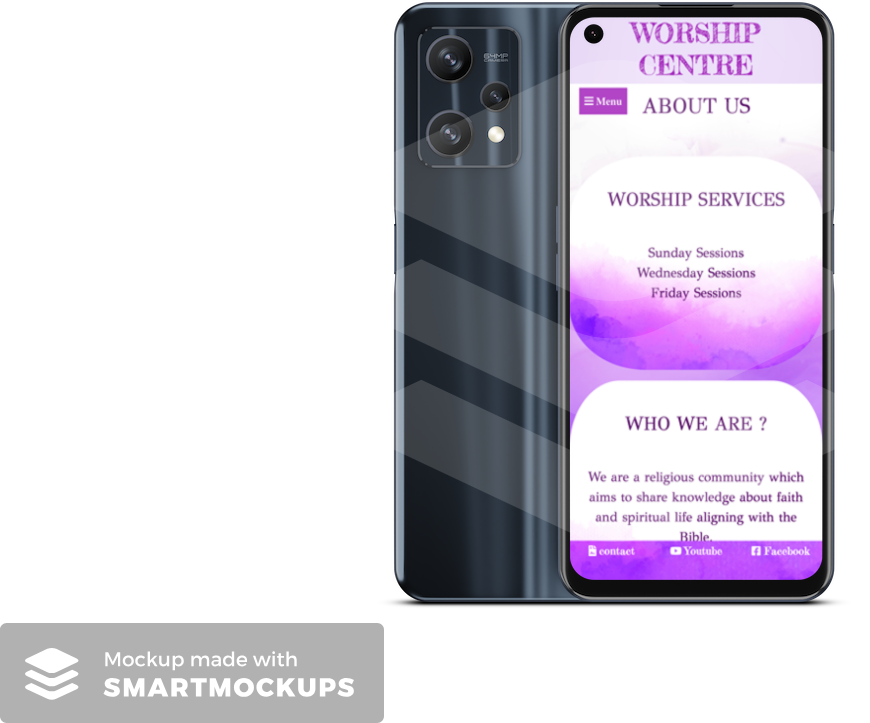 WORSHIP
CENTRE
Menu
ABOUT US
64MP
WORSHIP SERVICES
Sunday Sessions
Wednesday Sessions
Friday Sessions
WHO WE ARE ?
We are a religious community which
aims to share knowledge about faith
and spiritual life aligning with the
Bible.
contact
Youtube
Facebook
Mockup made with
SMARTMOCKUPS